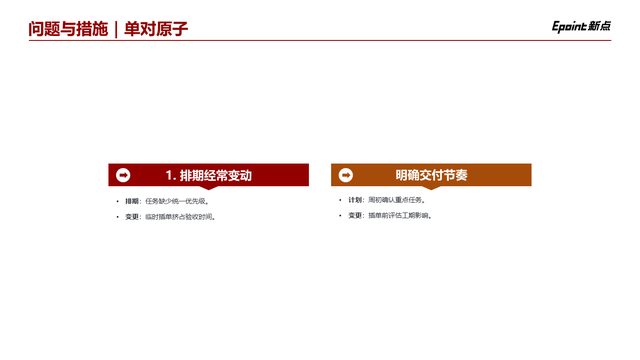 问题与措施｜单对原子
Epoint新点
1. 排期经常变动
• 排期：任务缺少统一优先级。
• 变更：临时插单挤占验收时间。
明确交付节奏
• 计划：周初确认重点任务。
• 变更：插单前评估工期影响。